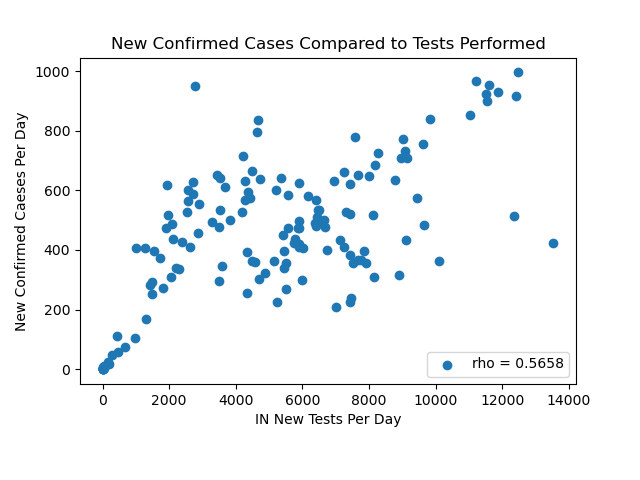 New Confirmed Cases Compared to Tests Performed
New Confirmed Caeses Per Day
1000
800
600
400
200
0
rho = 0.5658
0 2000 4000 6000 8000 10000 12000 14000
IN New Tests Per Day